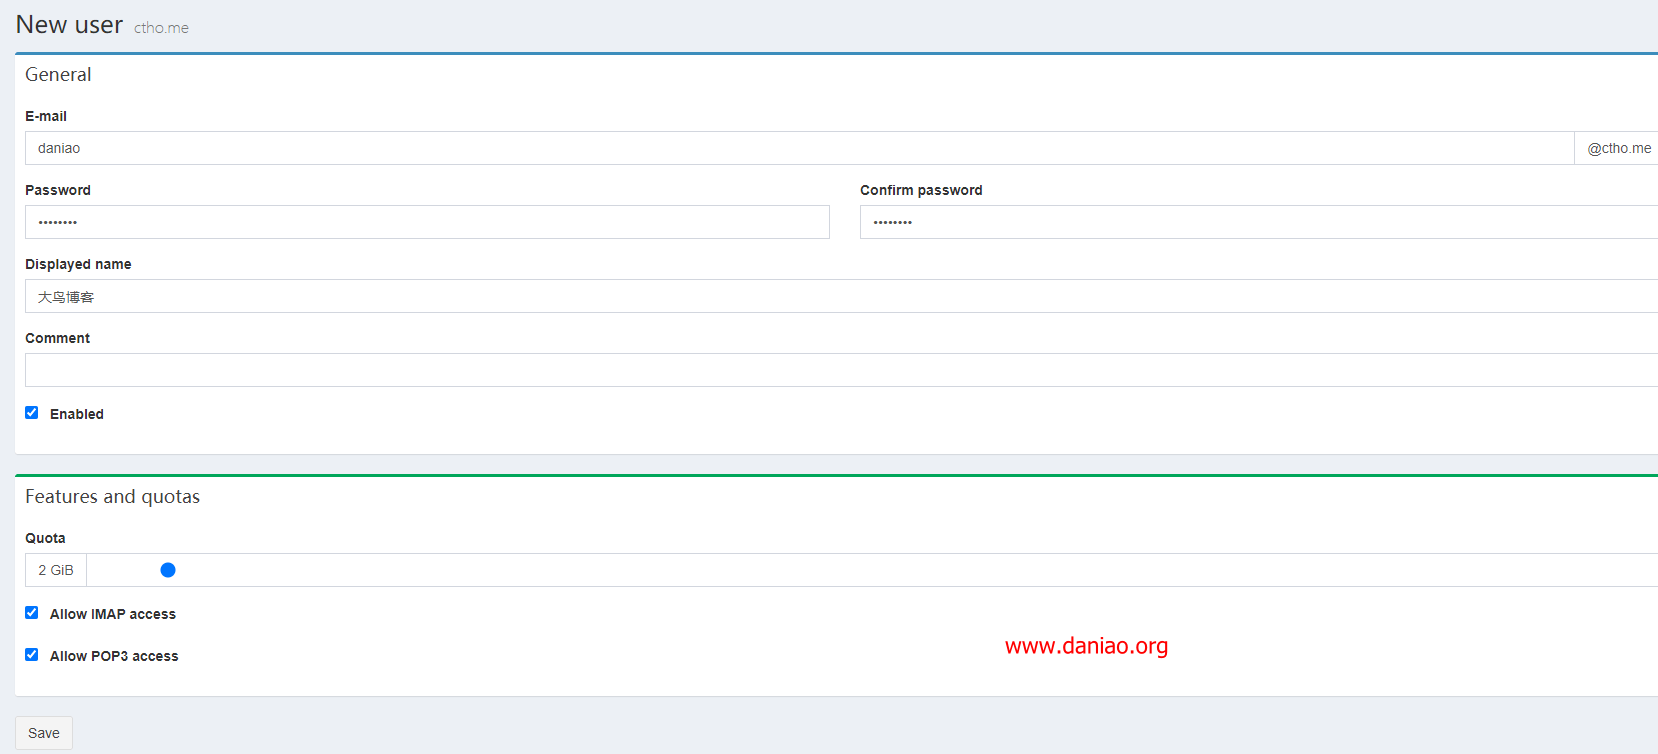 New user ctho.me
General
E-mail
daniao @ctho.me
Password Confirm password
•••••••• ••••••••
Displayed name
大鸟博客
Comment
Enabled
Features and quotas
Quota
2 GiB
Allow IMAP access
www.daniao.org
Allow POP3 access
Save